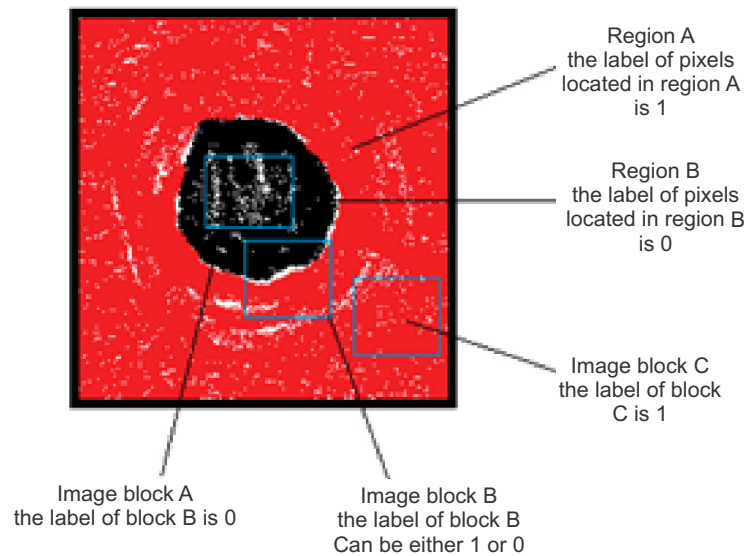 Region A
the label of pixels
located in region A
is 1
Region B
the label of pixels
located in region B
is 0
Image block C
the label of block
C is 1
Image block A
the label of block B is 0
Image block B
the label of block B
Can be either 1 or 0